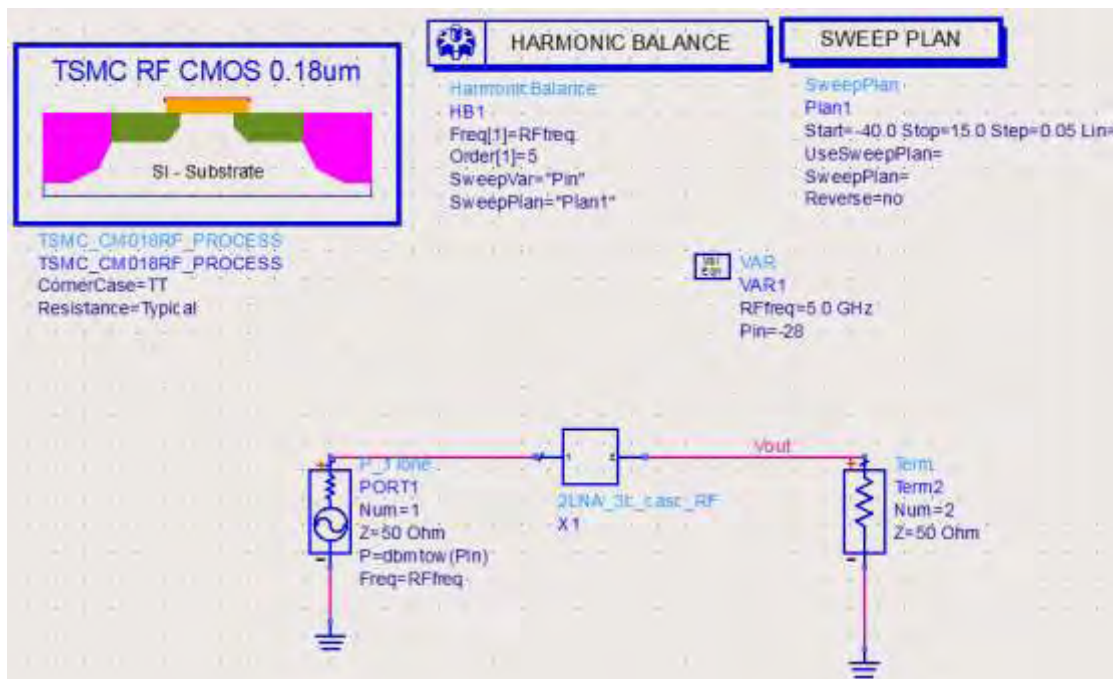 TSMC RF CMOS 0.18um
SI - Substrate
TSMC_CM018RF_PROCESS
TSMC_CM018RF_PROCESS
CornerCase=TT
Resistance=Typical
HARMONIC BALANCE
HarmonicBalance
HB1
Freq[1]=RFfreq
Order[1]=5
SweepVar="Pin"
SweepPlan="Plan1"
SWEEP PLAN
SweepPlan
Plan1
Start=-40.0 Stop=15.0 Step=0.05 Lin=
UseSweepPlan=
SweepPlan=
Reverse=no
Var
Eqn
VAR
VAR1
RFfreq=5.0 GHz
Pin=-28
P_1Tone
PORT1
Num=1
Z=50 Ohm
P=dbmtow(Pin)
Freq=RFfreq
1
2
2LNA_3L_casc_RF
X1
Vout
Term
Term2
Num=2
Z=50 Ohm